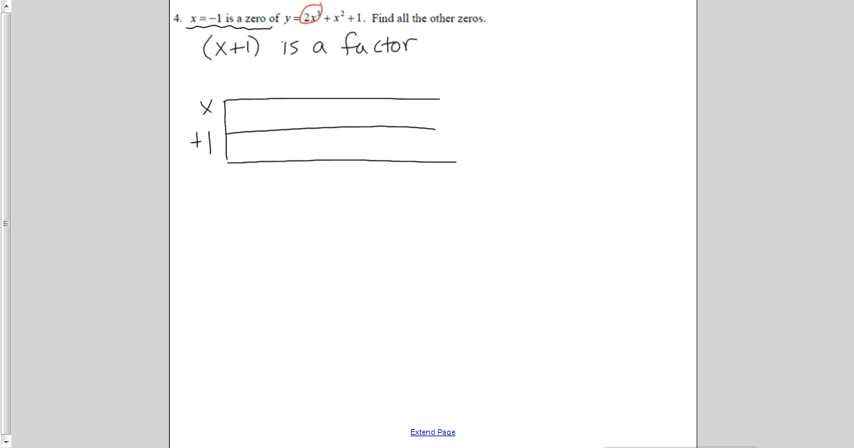 4. x = −1 is a zero of y = 2x³ + x² + 1. Find all the other zeros.
(x+1) is a factor
x
+1
Extend Page